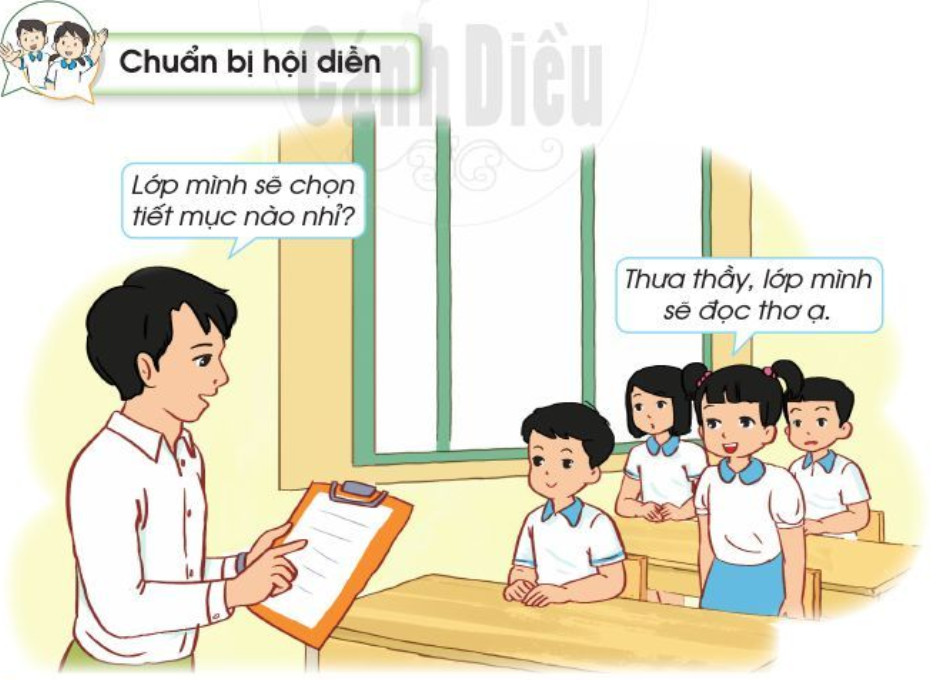 Cánh Diều
Chuẩn bị hội diễn
Lớp mình sẽ chọn
tiết mục nào nhỉ?
Thưa thầy, lớp mình
sẽ đọc thơ ạ.